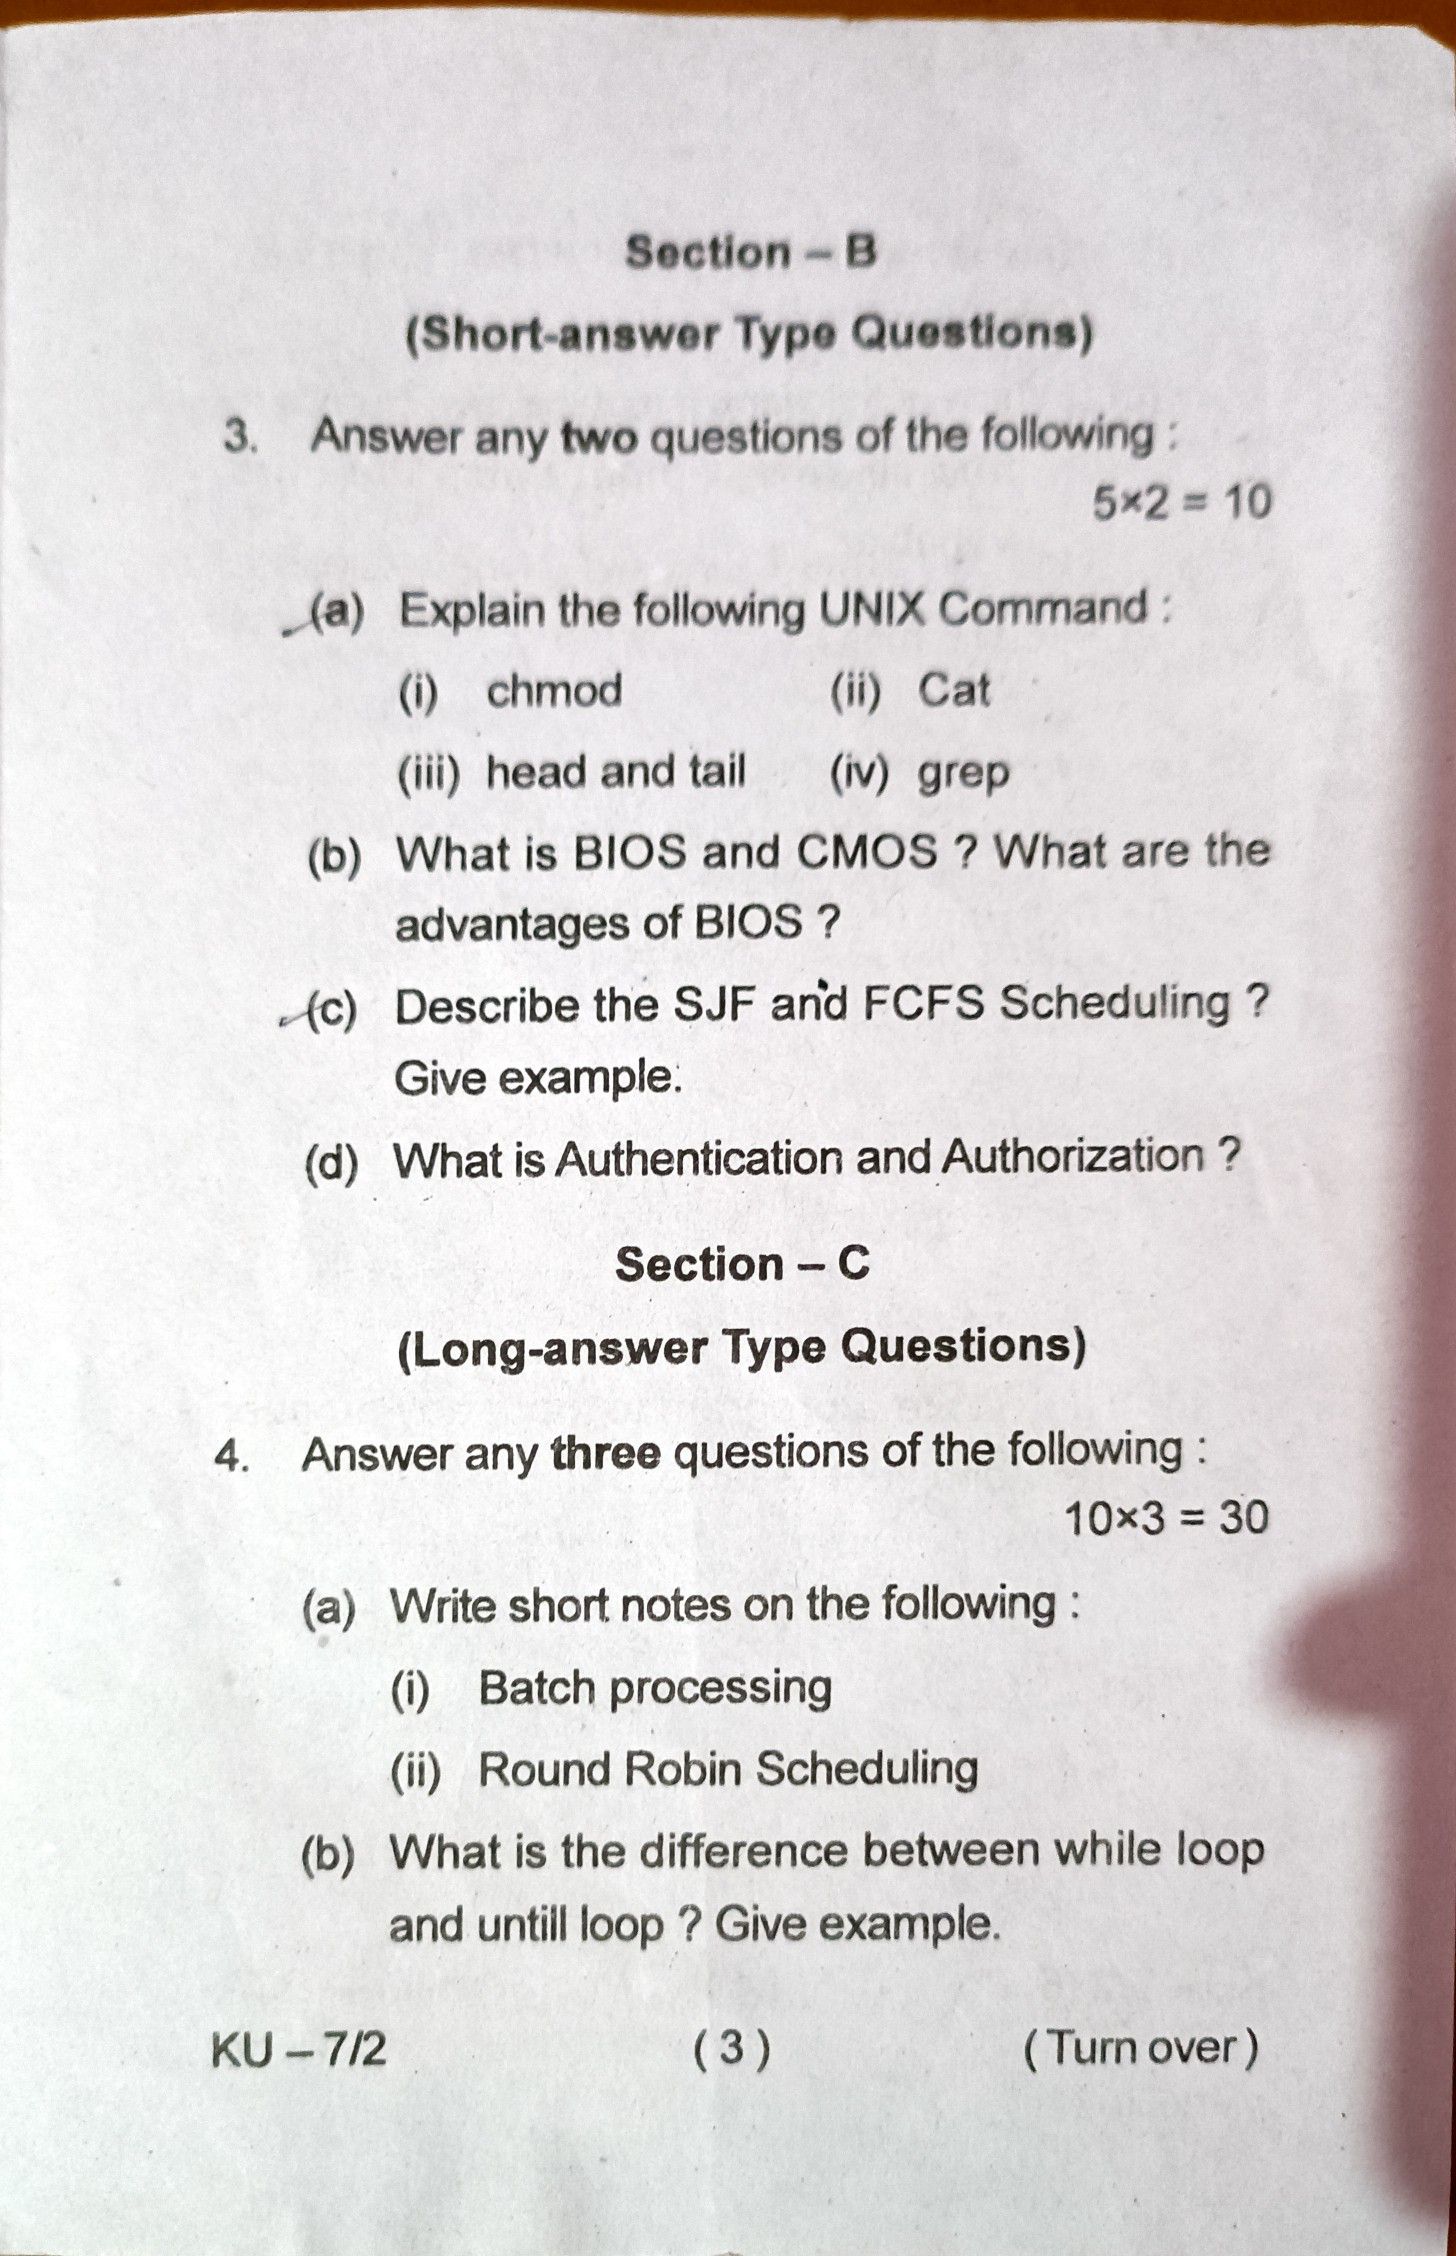 Section – B
(Short-answer Type Questions)
3. Answer any two questions of the following :
5×2 = 10
(a) Explain the following UNIX Command :
(i) chmod (ii) Cat
(iii) head and tail (iv) grep
(b) What is BIOS and CMOS ? What are the
advantages of BIOS ?
(c) Describe the SJF and FCFS Scheduling ?
Give example.
(d) What is Authentication and Authorization ?
Section – C
(Long-answer Type Questions)
4. Answer any three questions of the following :
10×3 = 30
(a) Write short notes on the following :
(i) Batch processing
(ii) Round Robin Scheduling
(b) What is the difference between while loop
and untill loop ? Give example.
KU – 7/2 ( 3 ) ( Turn over )